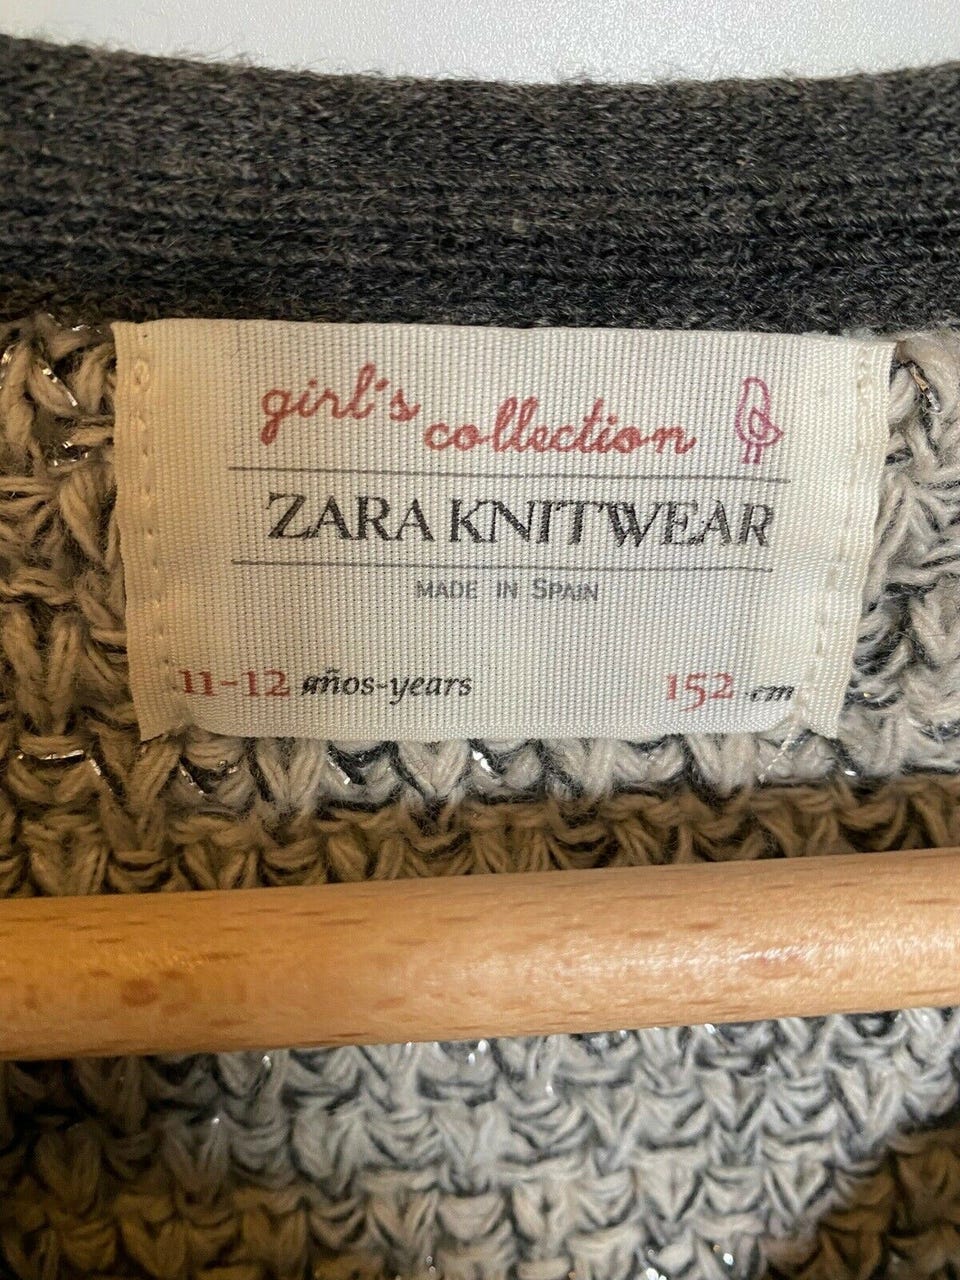 girl's collection
ZARA KNITWEAR
MADE IN SPAIN
11-12 años-years 152 cm